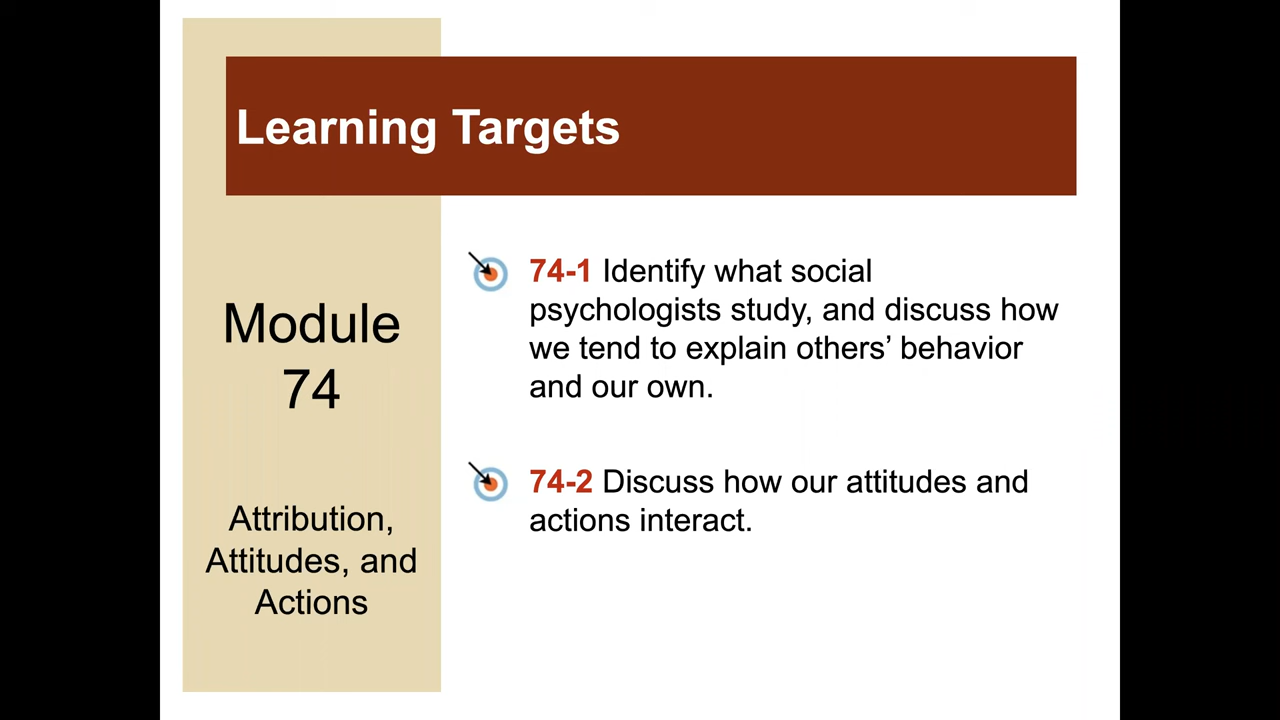 Learning Targets
Module
74
Attribution,
Attitudes, and
Actions
74-1 Identify what social
psychologists study, and discuss how
we tend to explain others’ behavior
and our own.
74-2 Discuss how our attitudes and
actions interact.